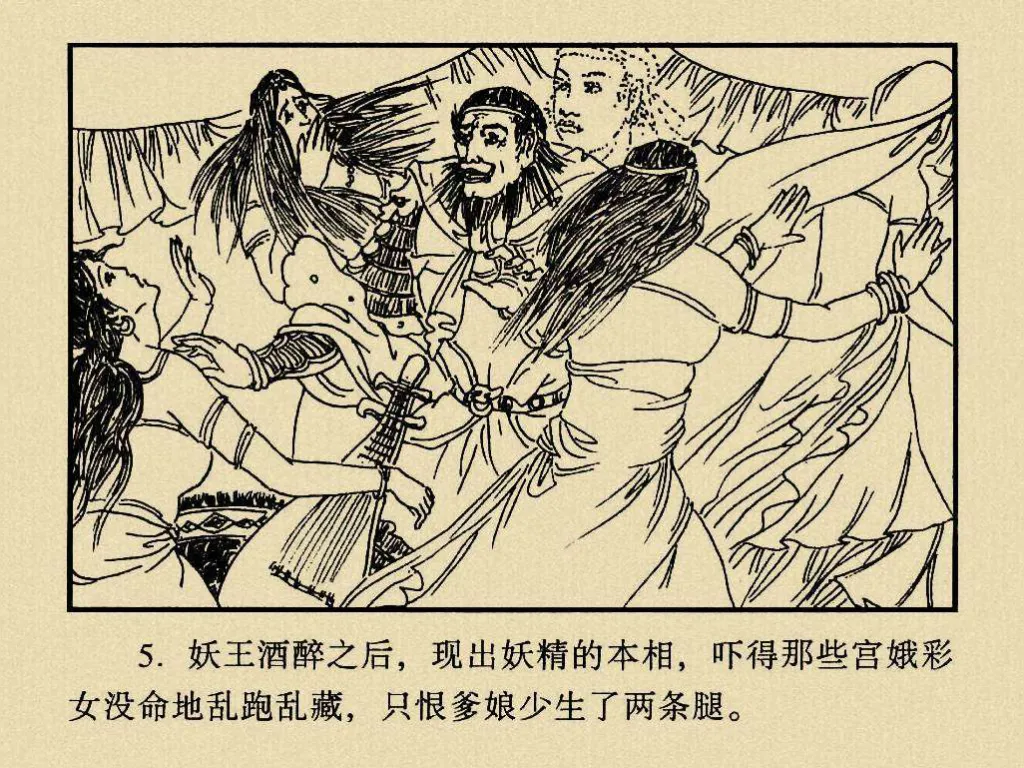 5. 妖王酒醉之后，现出妖精的本相，吓得那些宫娥彩
女没命地乱跑乱藏，只恨爹娘少生了两条腿。